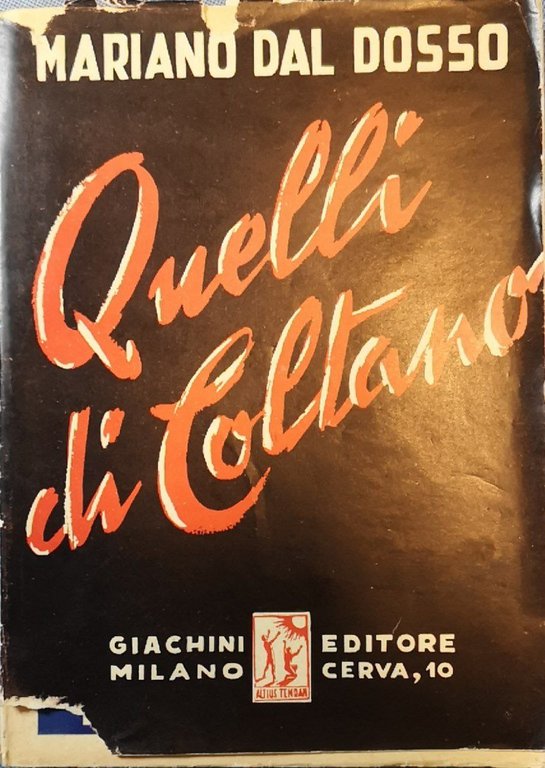 MARIANO DAL DOSSO
Quelli
di Coltano
GIACHINI EDITORE
MILANO CERVA, 10
ALTIUS TENDAM